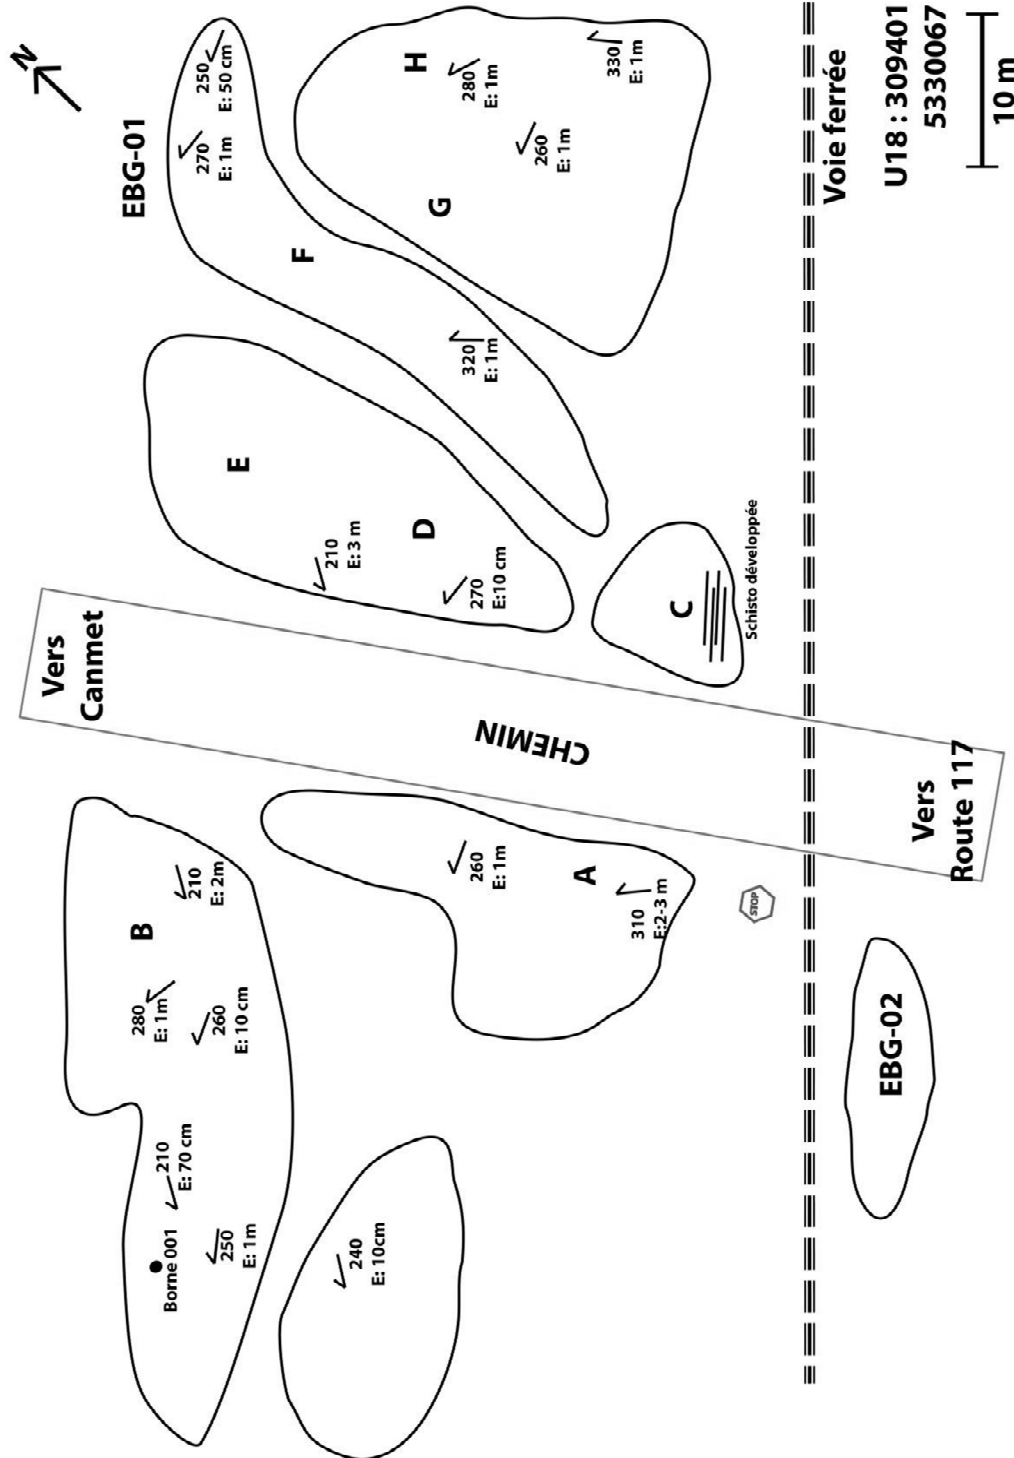 N
EBG-01
250
E: 50 cm
270
E: 1m
F
320
E: 1m
H
280
E: 1m
330
E: 1m
260
E: 1m
G
E
210
E: 3 m
D
270
E:10 cm
C
Schisto développée
Vers
Canmet
CHEMIN
Vers
Route 117
Voie ferrée
U18 : 309401
5330067
10 m
B
210
E: 2m
280
E: 1m
260
E: 10 cm
210
E: 70 cm
Borne 001
250
E: 1m
260
E: 1m
A
310
E:2-3 m
STOP
240
E: 10cm
EBG-02